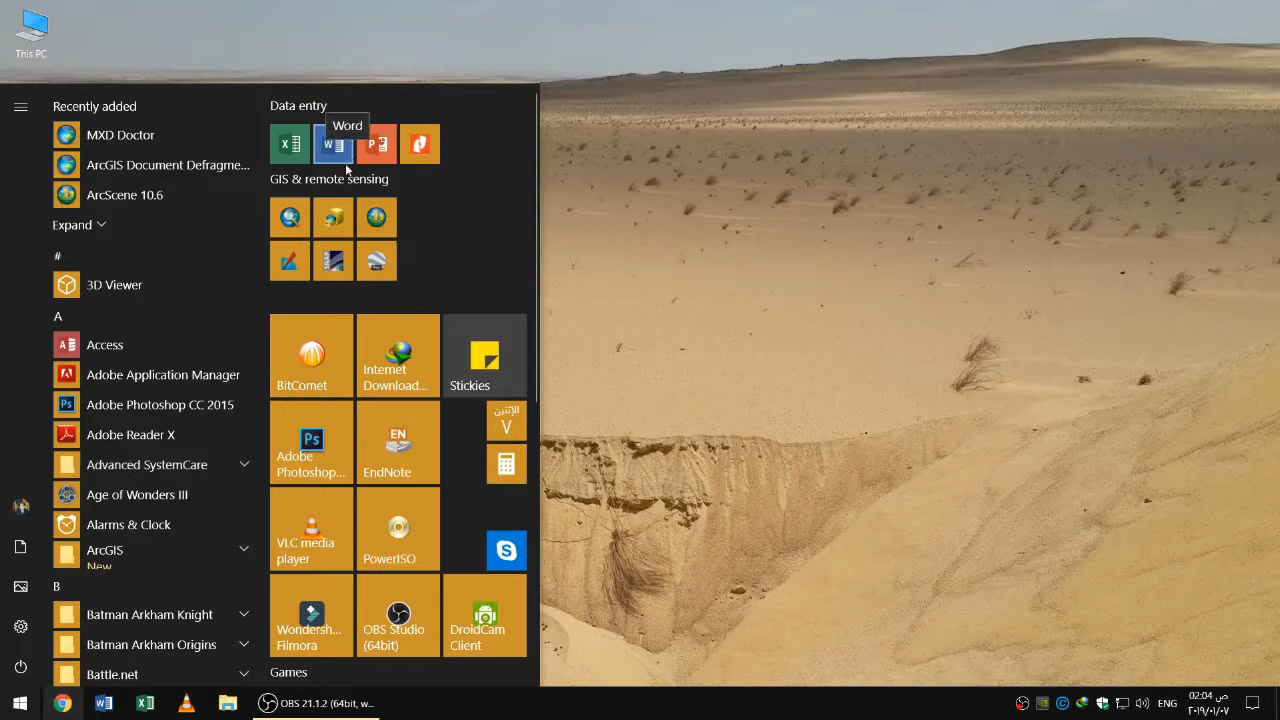 This PC
Recently added
MXD Doctor
ArcGIS Document Defragme...
ArcScene 10.6
Expand
#
3D Viewer
A
Access
Adobe Application Manager
Adobe Photoshop CC 2015
Adobe Reader X
Advanced SystemCare
Age of Wonders III
Alarms & Clock
ArcGIS
New
B
Batman Arkham Knight
Batman Arkham Origins
Battle.net
Data entry
Word
GIS & remote sensing
BitComet
Internet
Download...
Stickies
Adobe
Photoshop...
EndNote
الإثنين
٧
VLC media
player
PowerISO
Wondersh...
Filmora
OBS Studio
(64bit)
DroidCam
Client
Games
OBS 21.1.2 (64bit, w...
ENG
02:04 ص
٢٠١٩/٠١/٠٧